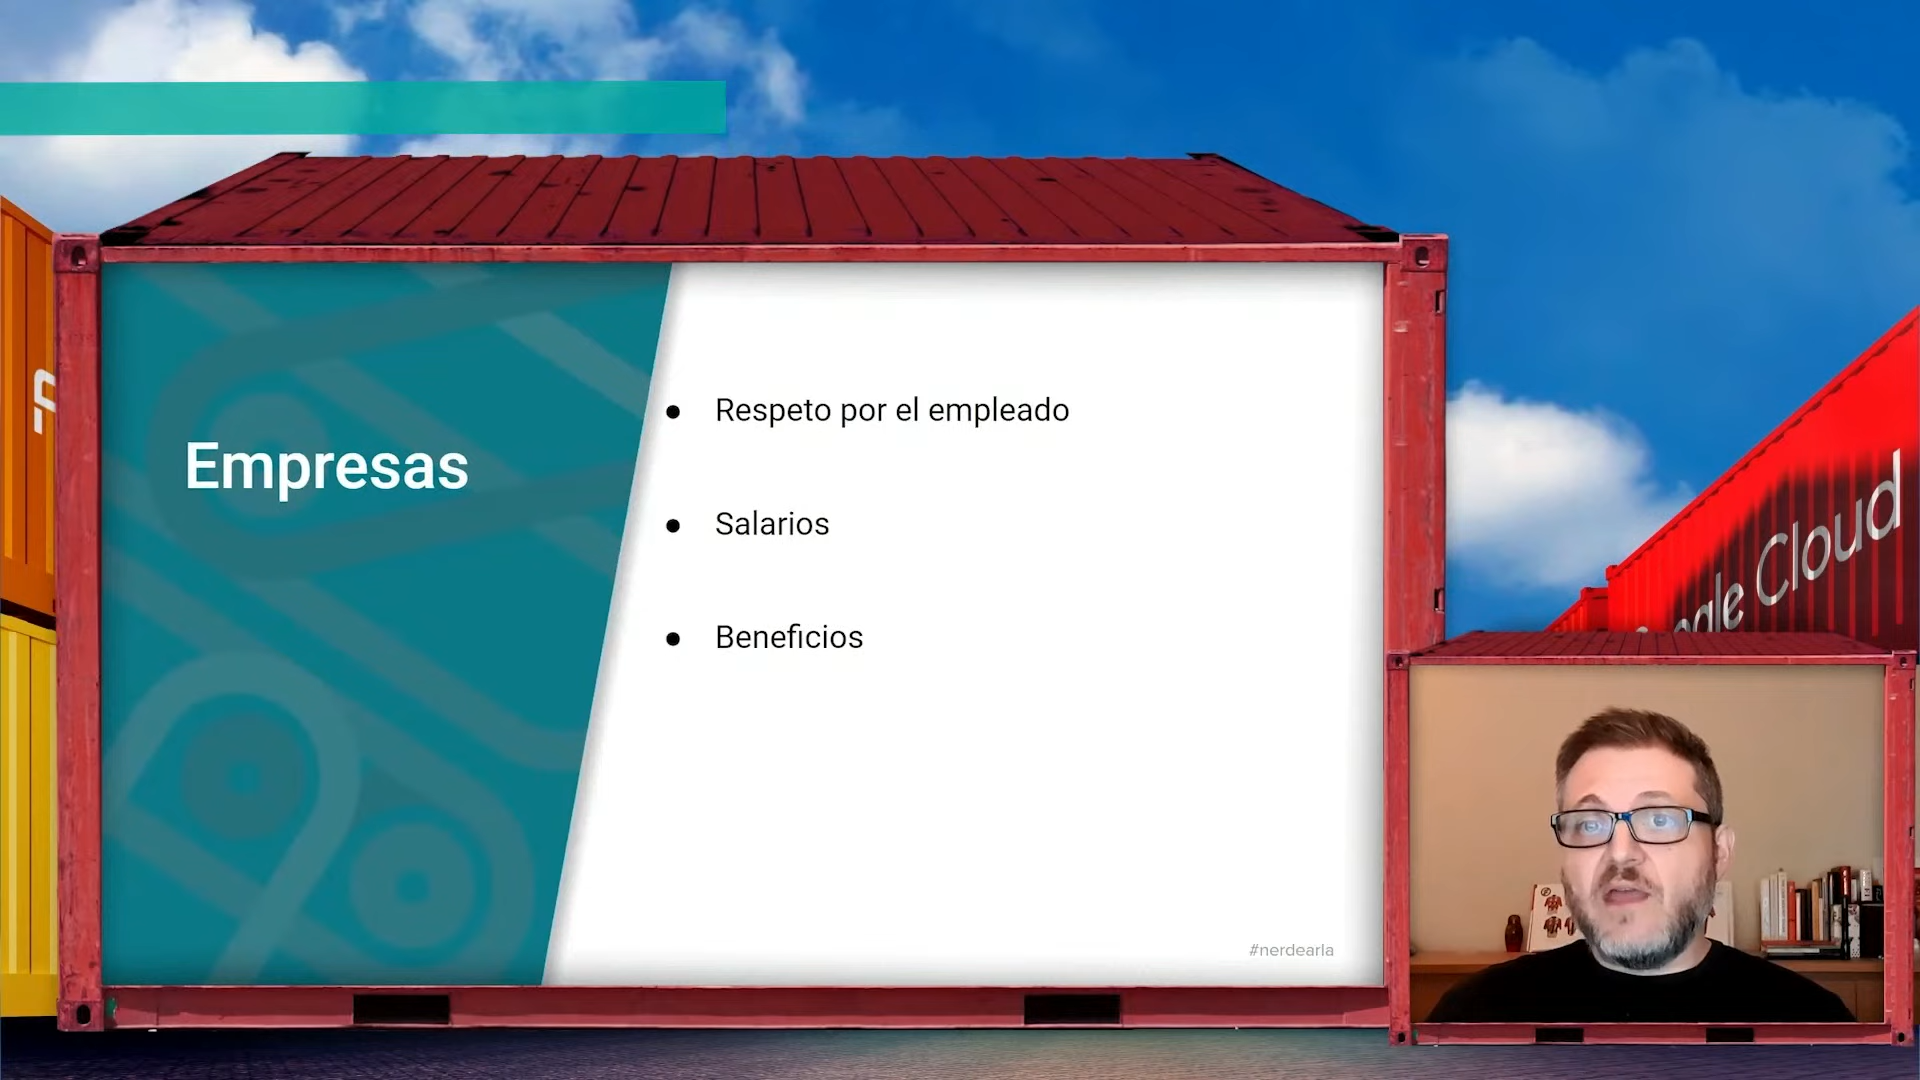 Empresas
● Respeto por el empleado
● Salarios
● Beneficios
#nerdearla
Cloud